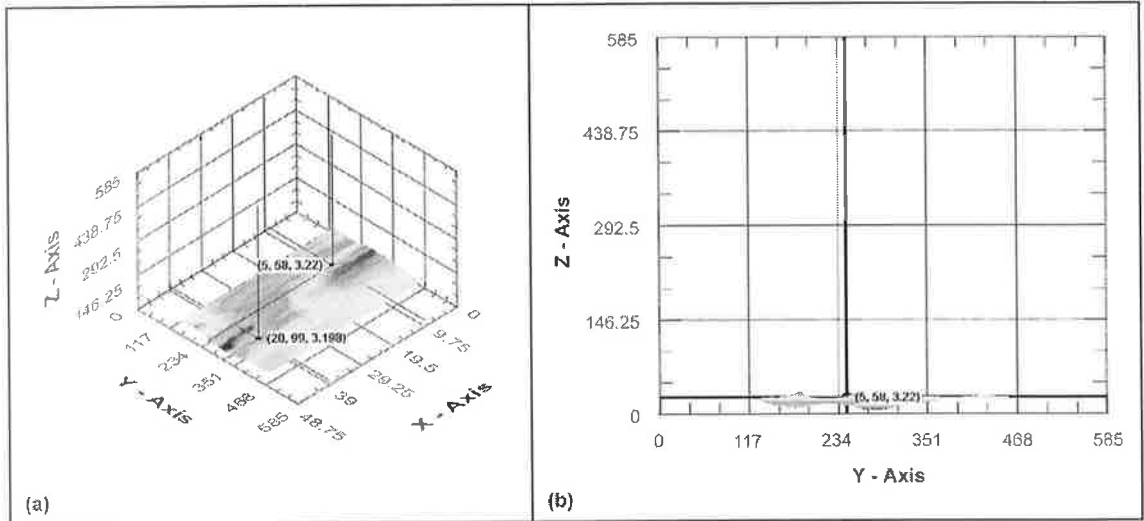 585
438.75
292.5
146.25
0
Z - Axis
(5, 58, 3.22)
(20, 99, 3.198)
0
117
234
351
468
585
Y - Axis
0
9.75
19.5
29.25
39
48.75
X - Axis
(a)
585
438.75
292.5
146.25
0
Z - Axis
(5, 58, 3.22)
0
117
234
351
468
585
Y - Axis
(b)